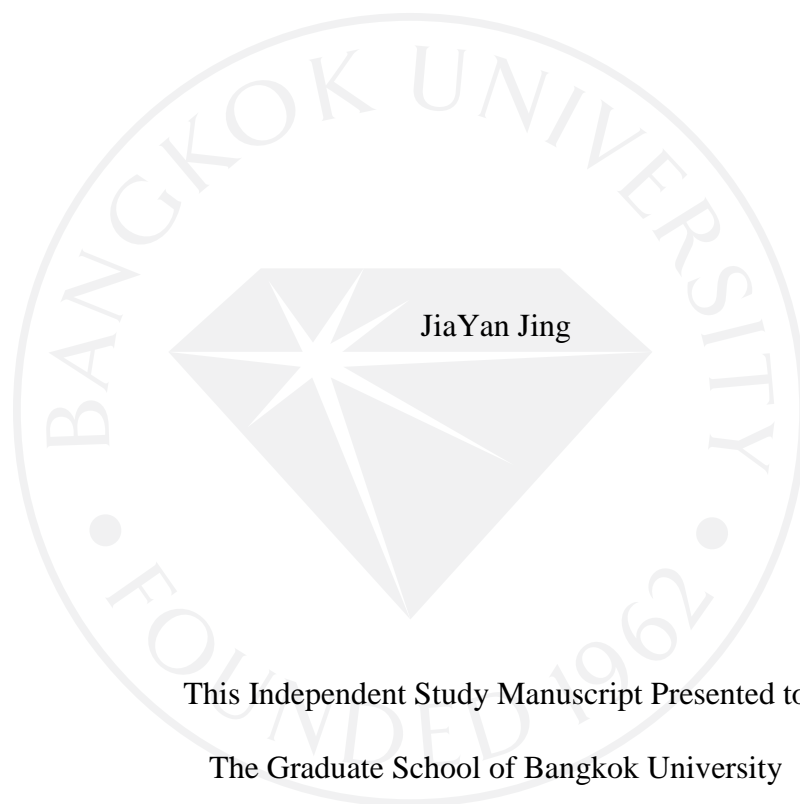 BANGKOK UNIVERSITY
JiaYan Jing
This Independent Study Manuscript Presented to
The Graduate School of Bangkok University
FOUNDED 1962